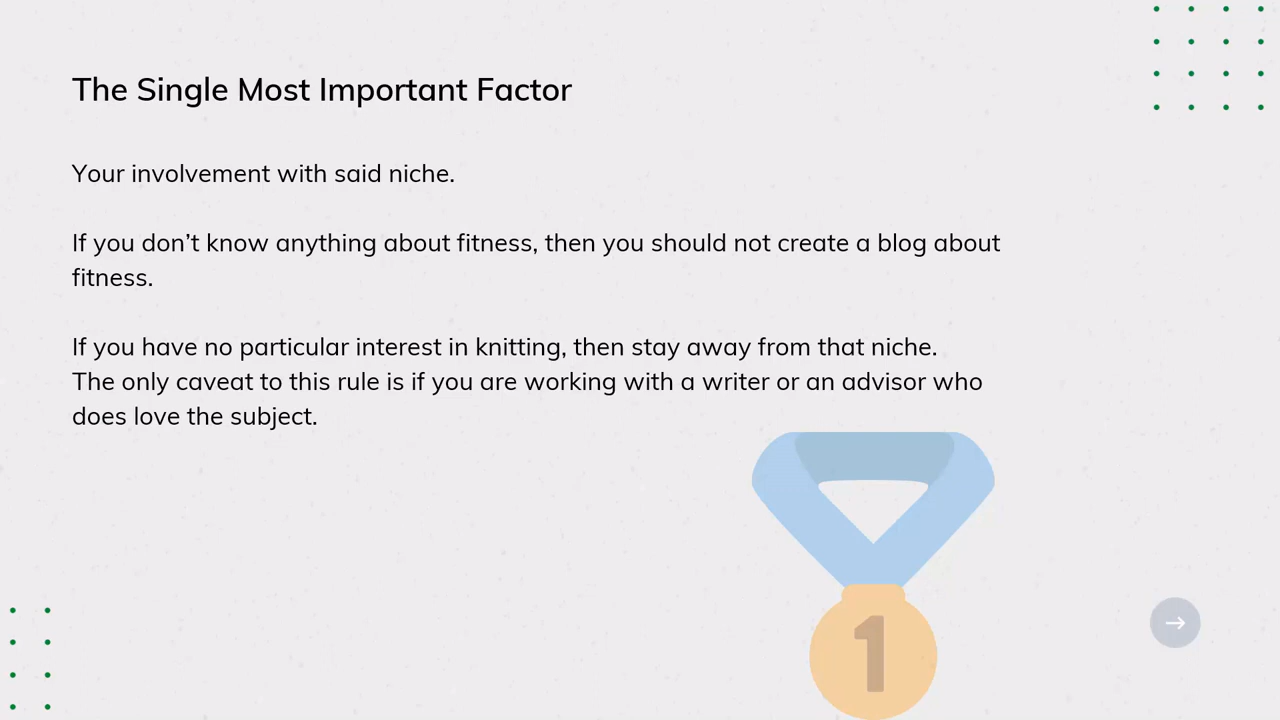 The Single Most Important Factor
Your involvement with said niche.
If you don’t know anything about fitness, then you should not create a blog about
fitness.
If you have no particular interest in knitting, then stay away from that niche.
The only caveat to this rule is if you are working with a writer or an advisor who
does love the subject.
1